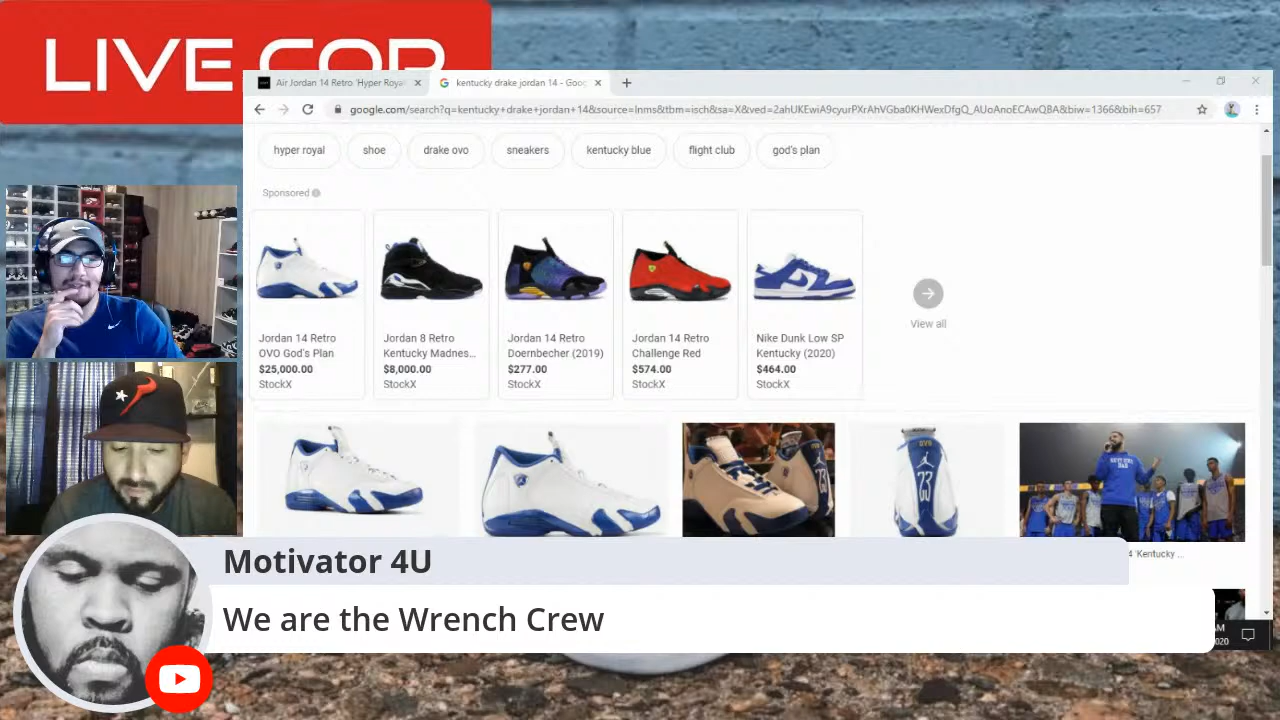 LIVE COP
Air Jordan 14 Retro 'Hyper Royal
kentucky drake jordan 14 - Goog
google.com/search?q=kentucky+drake+jordan+14&source=lnms&tbm=isch&sa=X&ved=2ahUKEwiA9cyurPXrAhVGba0KHWexDfgQ_AUoAnoECAwQBA&biw=1366&bih=657
hyper royal
shoe
drake ovo
sneakers
kentucky blue
flight club
god's plan
Sponsored
Jordan 14 Retro
OVO God's Plan
$25,000.00
StockX
Jordan 8 Retro
Kentucky Madnes...
$8,000.00
StockX
Jordan 14 Retro
Doernbecher (2019)
$277.00
StockX
Jordan 14 Retro
Challenge Red
$574.00
StockX
Nike Dunk Low SP
Kentucky (2020)
$464.00
StockX
View all
23
4 'Kentucky ...
Motivator 4U
We are the Wrench Crew
AM
020